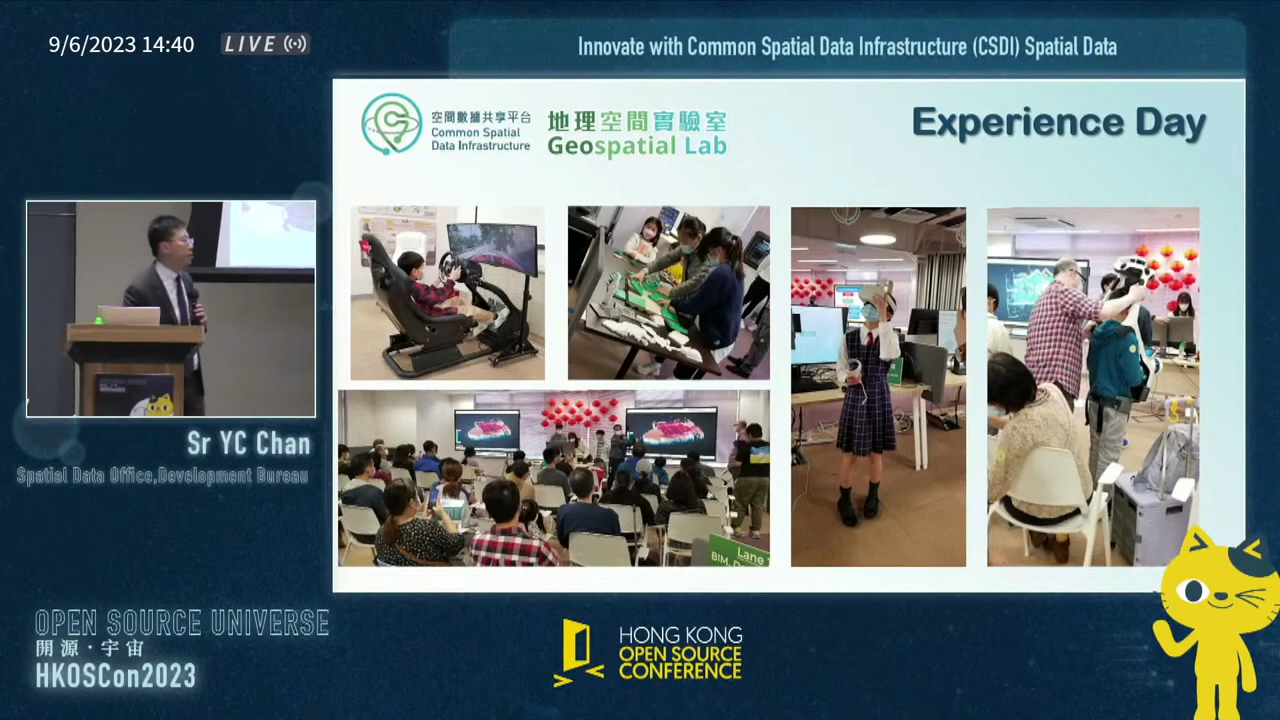 9/6/2023 14:40
LIVE
Innovate with Common Spatial Data Infrastructure (CSDI) Spatial Data
空間數據共享平台
Common Spatial
Data Infrastructure
地理空間實驗室
Geospatial Lab
Experience Day
Lane
BIM,
Sr YC Chan
Spatial Data Office,Development Bureau
OPEN SOURCE UNIVERSE
開源·宇宙
HKOSCon2023
HONG KONG
OPEN SOURCE
CONFERENCE